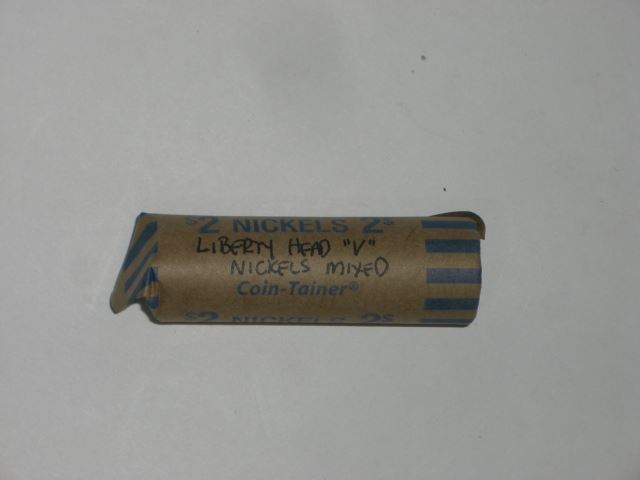 $2 NICKELS 2$
LIBERTY HEAD "V"
NICKELS MIXED
Coin-Tainer®
$2 NICKELS 2$